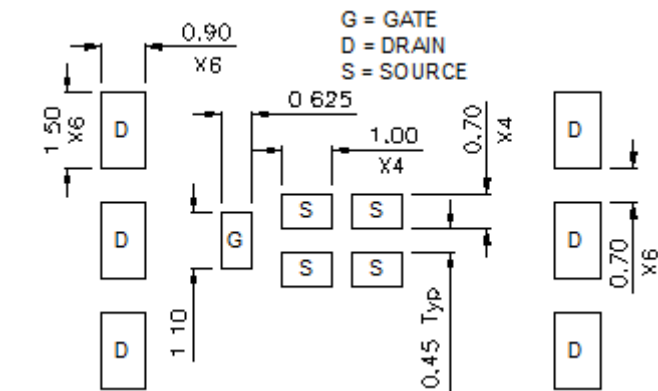 G = GATE
D = DRAIN
S = SOURCE
0.90
X6
0 625
1 50
X6
1.00
X4
0.70
X4
D
D
S
S
D
G
D
S
S
0.70
X6
1 10
0.45 Typ
D
D